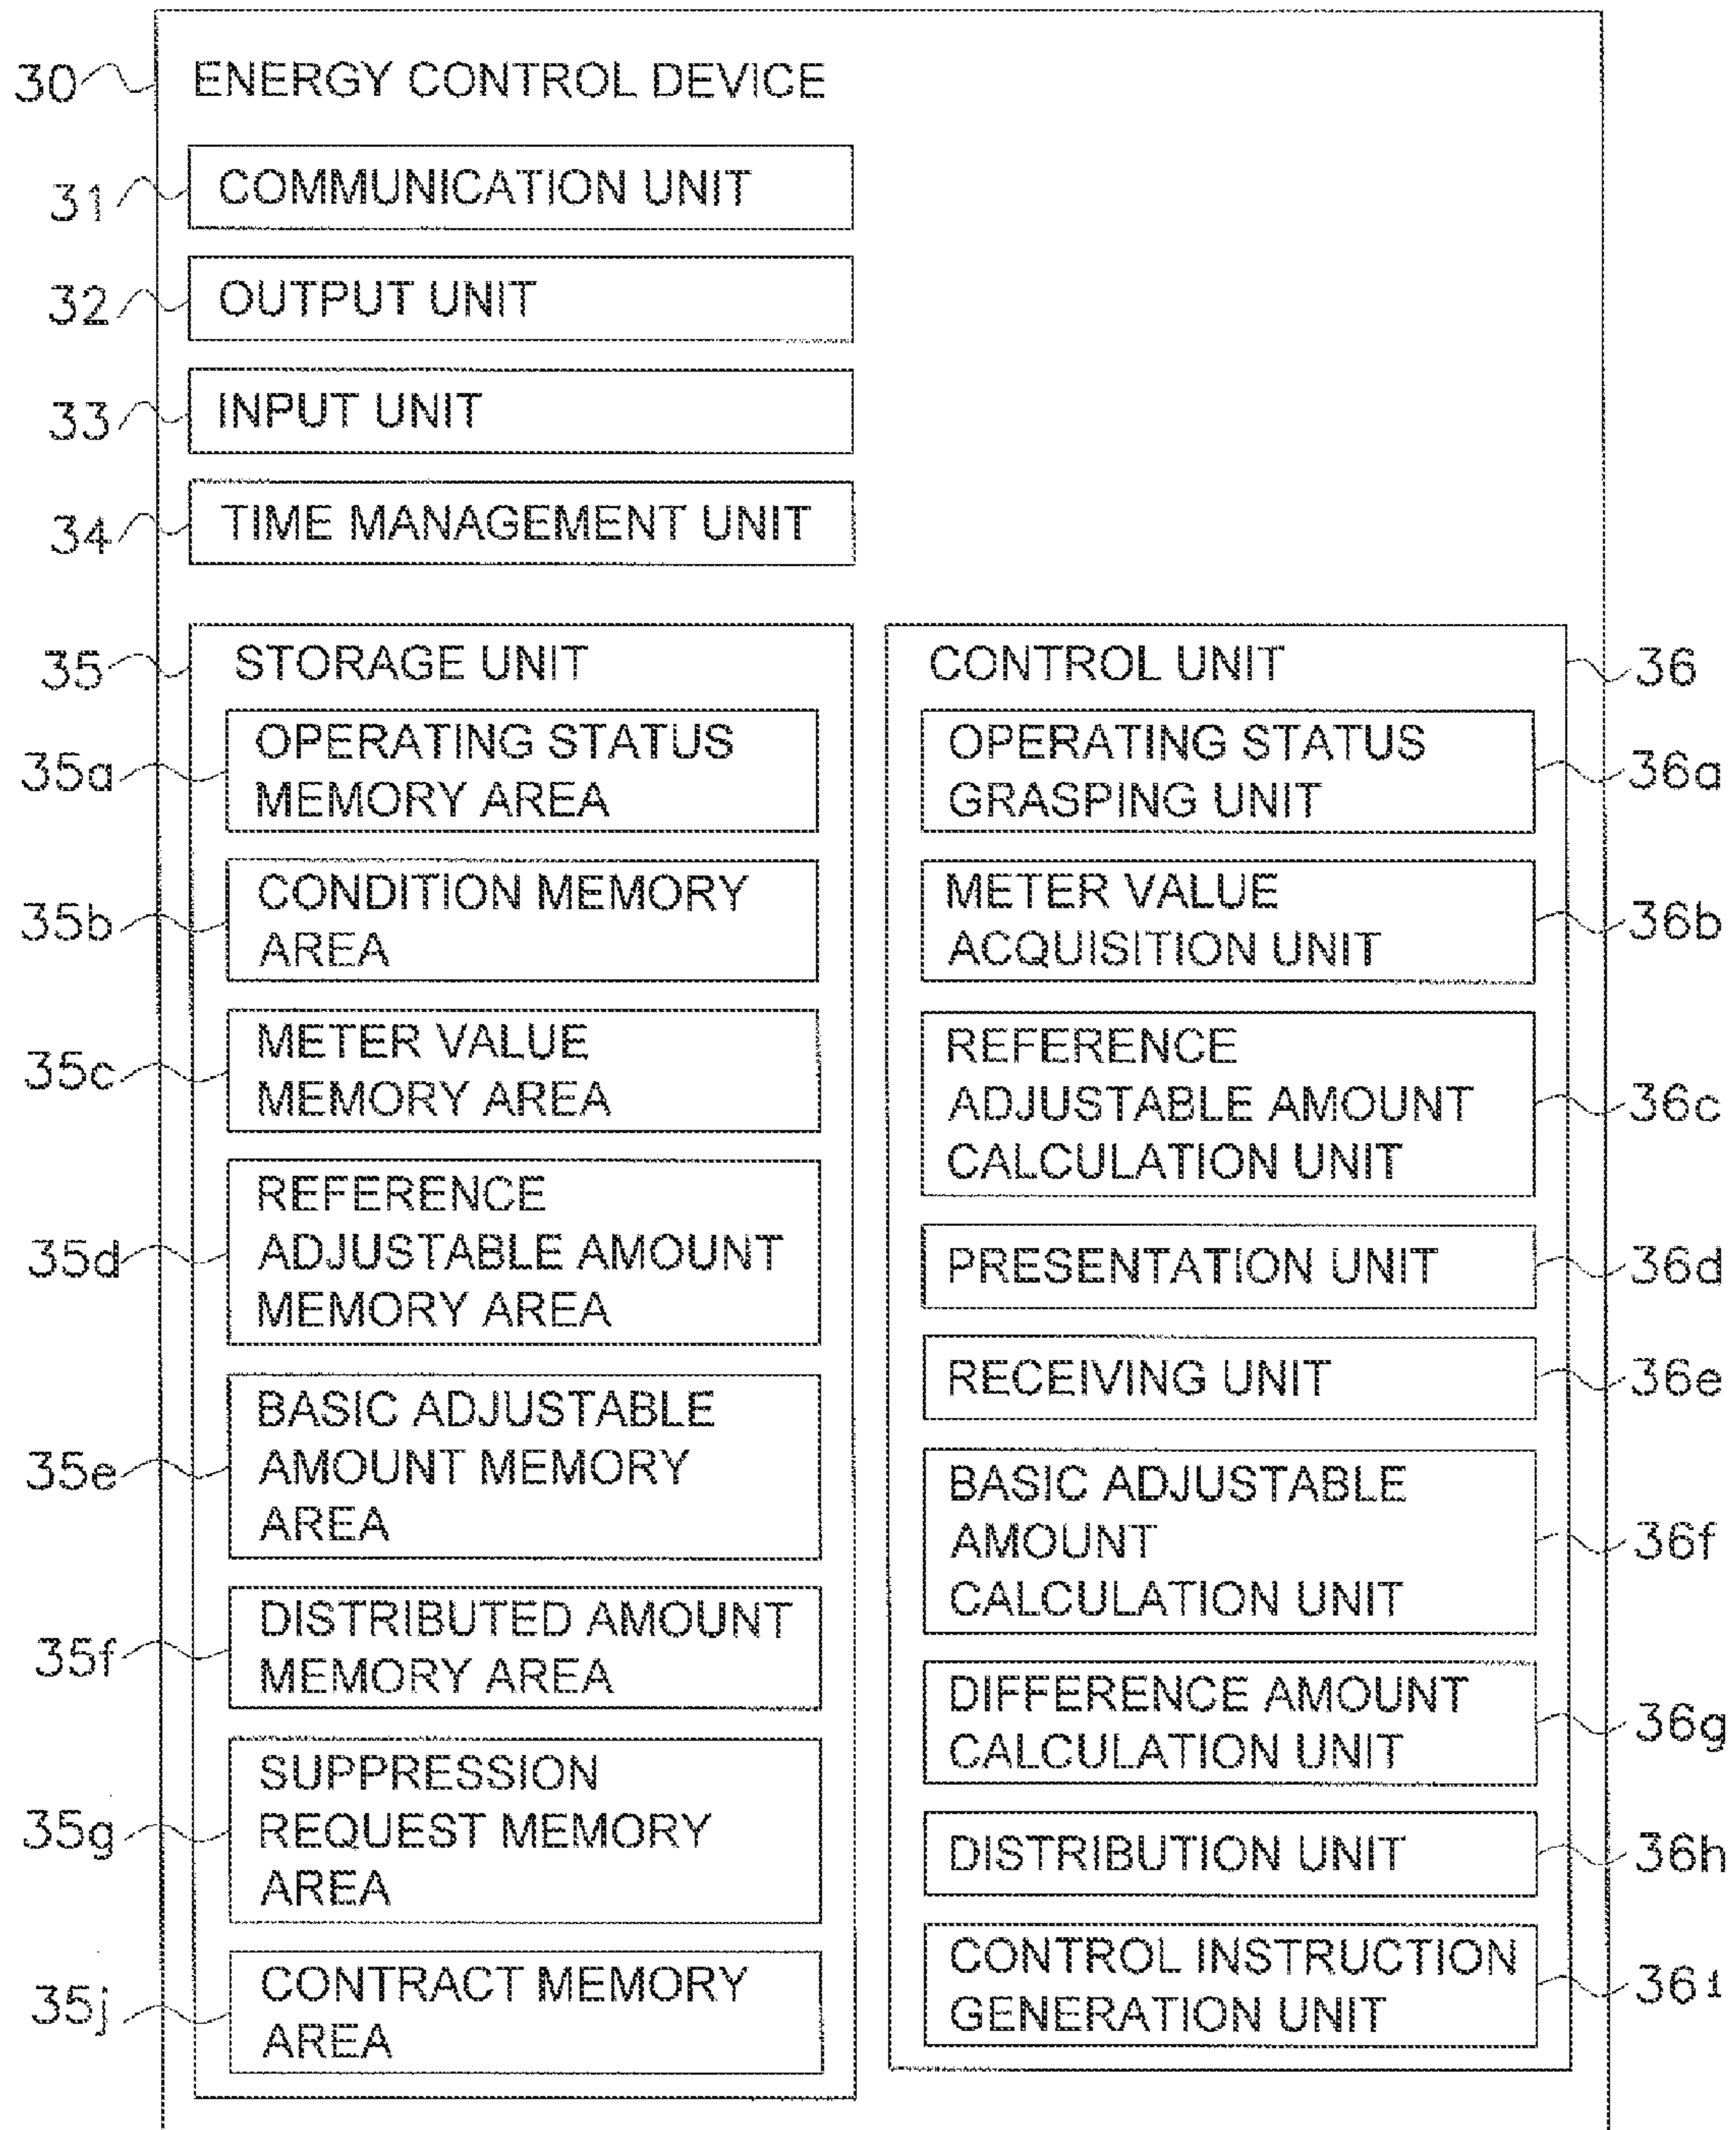 30 ENERGY CONTROL DEVICE
31 COMMUNICATION UNIT
32 OUTPUT UNIT
33 INPUT UNIT
34 TIME MANAGEMENT UNIT
35 STORAGE UNIT
35a OPERATING STATUS
MEMORY AREA
35b CONDITION MEMORY
AREA
35c METER VALUE
MEMORY AREA
35d REFERENCE
ADJUSTABLE AMOUNT
MEMORY AREA
35e BASIC ADJUSTABLE
AMOUNT MEMORY
AREA
35f DISTRIBUTED AMOUNT
MEMORY AREA
35g SUPPRESSION
REQUEST MEMORY
AREA
35j CONTRACT MEMORY
AREA
CONTROL UNIT 36
OPERATING STATUS
GRASPING UNIT 36a
METER VALUE
ACQUISITION UNIT 36b
REFERENCE
ADJUSTABLE AMOUNT 36c
CALCULATION UNIT
PRESENTATION UNIT 36d
RECEIVING UNIT 36e
BASIC ADJUSTABLE
AMOUNT 36f
CALCULATION UNIT
DIFFERENCE AMOUNT
CALCULATION UNIT 36g
DISTRIBUTION UNIT 36h
CONTROL INSTRUCTION
GENERATION UNIT 36i